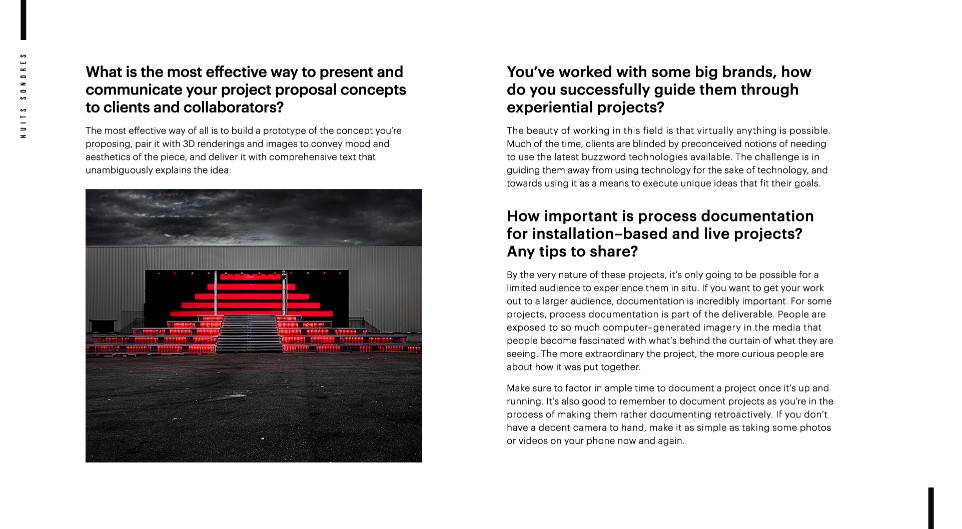 NUITS SONORES
What is the most effective way to present and
communicate your project proposal concepts
to clients and collaborators?
The most effective way of all is to build a prototype of the concept you're
proposing, pair it with 3D renderings and images to convey mood and
aesthetics of the piece, and deliver it with comprehensive text that
unambiguously explains the idea.
You've worked with some big brands, how
do you successfully guide them through
experiential projects?
The beauty of working in this field is that virtually anything is possible.
Much of the time, clients are blinded by preconceived notions of needing
to use the latest buzzword technologies available. The challenge is in
guiding them away from using technology for the sake of technology, and
towards using it as a means to execute unique ideas that fit their goals.
How important is process documentation
for installation–based and live projects?
Any tips to share?
By the very nature of these projects, it's only going to be possible for a
limited audience to experience them in situ. If you want to get your work
out to a larger audience, documentation is incredibly important. For some
projects, process documentation is part of the deliverable. People are
exposed to so much computer–generated imagery in the media that
people become fascinated with what's behind the curtain of what they are
seeing. The more extraordinary the project, the more curious people are
about how it was put together.
Make sure to factor in ample time to document a project once it's up and
running. It's also good to remember to document projects as you're in the
process of making them rather documenting retroactively. If you don't
have a decent camera to hand, make it as simple as taking some photos
or videos on your phone now and again.